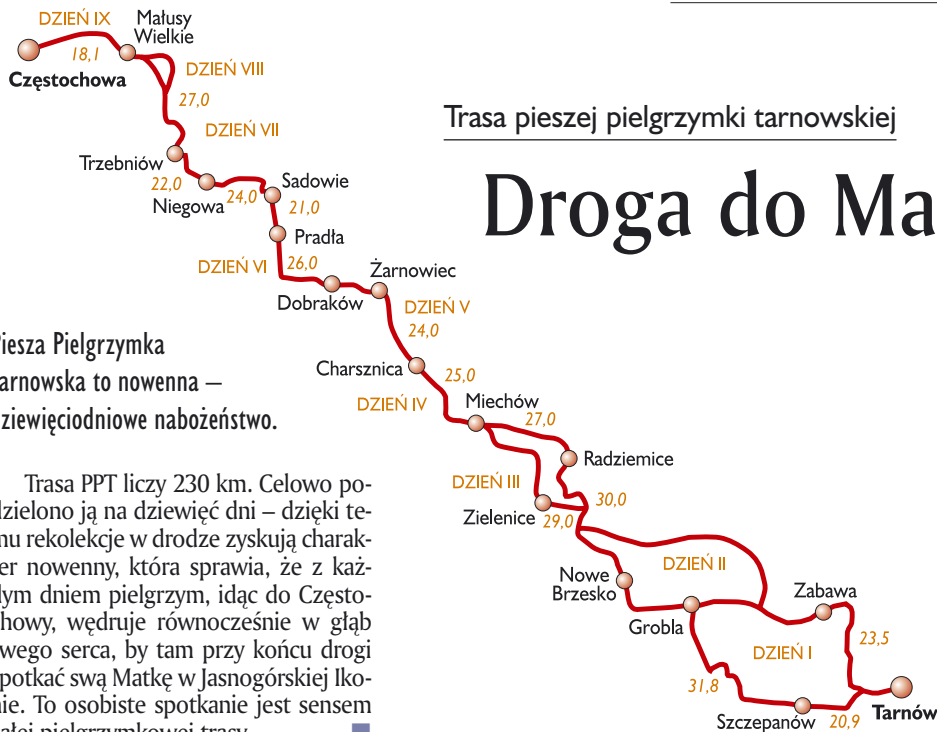 DZIEŃ IX
Małusy
Wielkie
18,1
Częstochowa
DZIEŃ VIII
27,0
DZIEŃ VII
Trzebniów
22,0
Niegowa
24,0
Sadowie
21,0
Pradła
DZIEŃ VI
26,0
Dobraków
Żarnowiec
DZIEŃ V
24,0
Charsznica
25,0
DZIEŃ IV
Miechów
27,0
Radziemice
DZIEŃ III
30,0
Zielenice
29,0
DZIEŃ II
Nowe
Brzesko
Grobla
Zabawa
23,5
DZIEŃ I
31,8
Szczepanów
20,9
Tarnów
Trasa pieszej pielgrzymki tarnowskiej
Droga do Ma
iesza Pielgrzymka
arnowska to nowenna –
ziewięciodniowe nabożeństwo.
Trasa PPT liczy 230 km. Celowo po-
dzielono ją na dziewięć dni – dzięki te-
mu rekolekcje w drodze zyskują charak-
er nowenny, która sprawia, że z każ-
dym dniem pielgrzym, idąc do Często-
chowy, wędruje równocześnie w głąb
wego serca, by tam przy końcu drogi
potkać swą Matkę w Jasnogórskiej Iko-
nie. To osobiste spotkanie jest sensem
ałej pielgrzymkowej trasy.